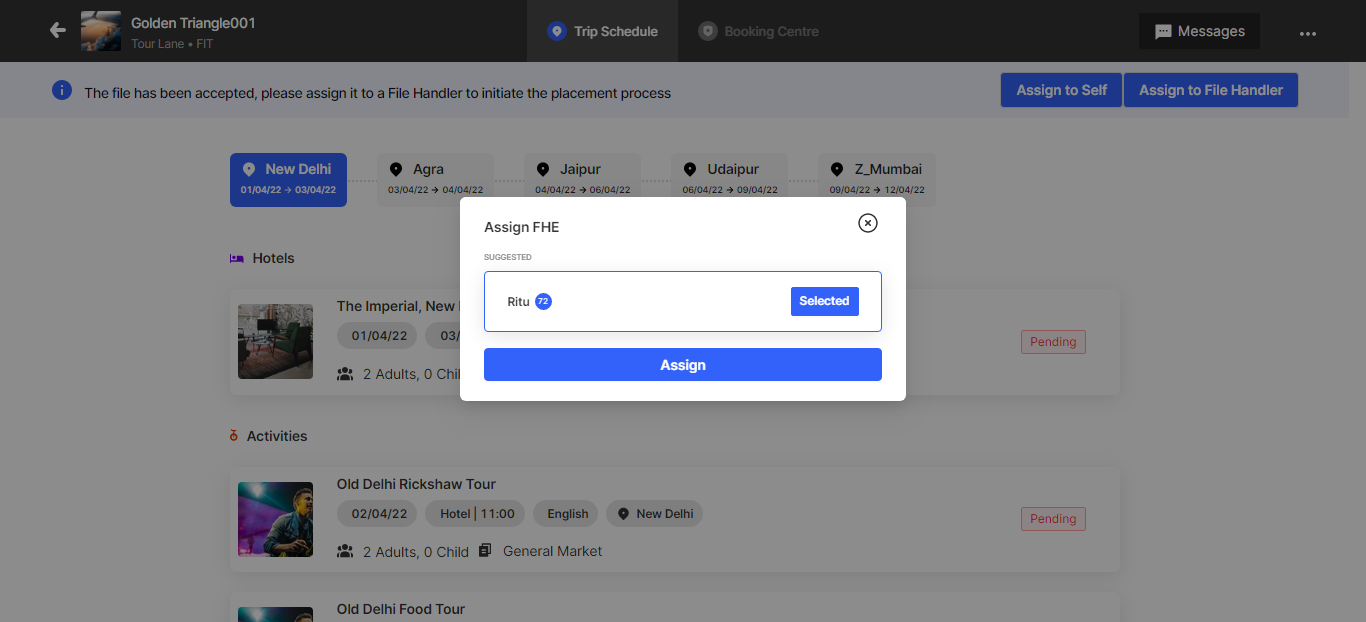 Golden Triangle001
Tour Lane • FIT
Trip Schedule
Booking Centre
Messages
The file has been accepted, please assign it to a File Handler to initiate the placement process
Assign to Self
Assign to File Handler
New Delhi
01/04/22 → 03/04/22
Agra
03/04/22 → 04/04/22
Jaipur
04/04/22 → 06/04/22
Udaipur
06/04/22 → 09/04/22
Z_Mumbai
09/04/22 → 12/04/22
Assign FHE
SUGGESTED
Ritu 72
Selected
Assign
Hotels
The Imperial, New
01/04/22 03/
2 Adults, 0 Chil
Pending
Activities
Old Delhi Rickshaw Tour
02/04/22 Hotel | 11:00 English New Delhi
2 Adults, 0 Child General Market
Pending
Old Delhi Food Tour